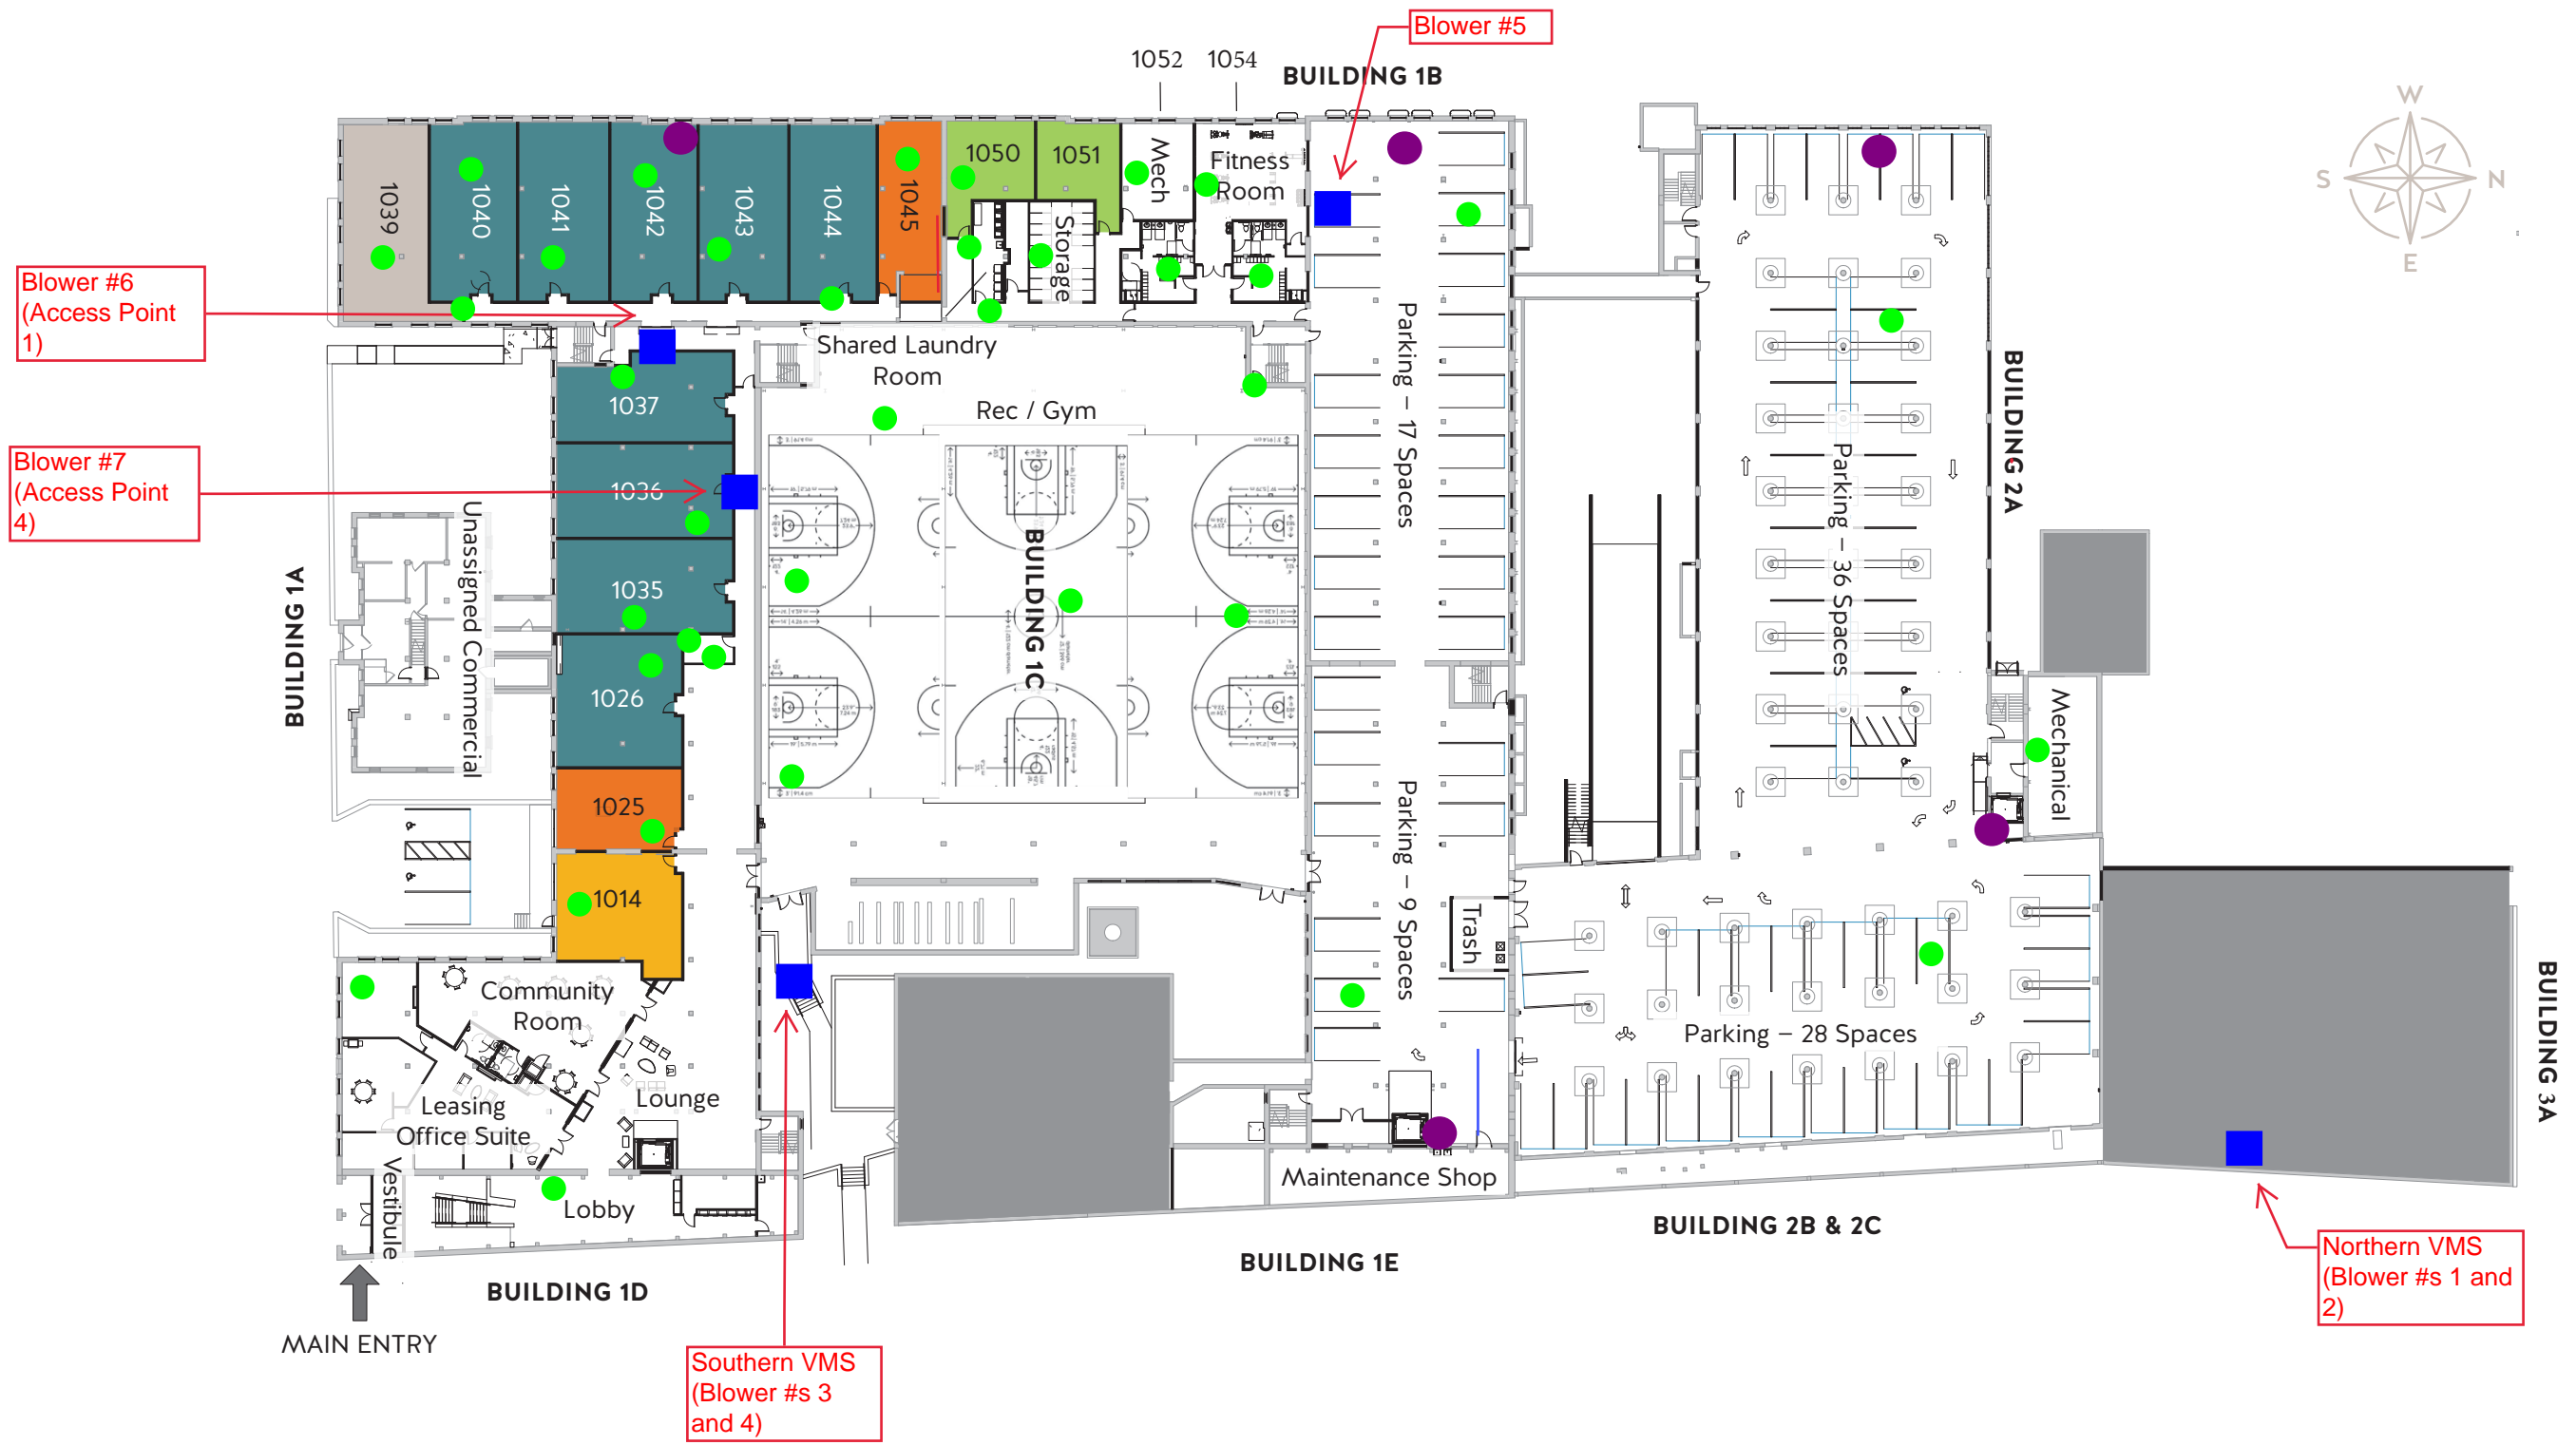 Blower #5
1052
1054
BUILDING 1B
W
S
N
E
1039
1040
1041
1042
1043
1044
1045
1050
1051
Mech
Fitness
Room
Storage
Blower #6
(Access Point
1)
Shared Laundry
Room
Rec / Gym
1037
Blower #7
(Access Point
4)
1036
1035
1026
1025
1014
BUILDING 1A
Unassigned Commercial
BUILDING 1C
Parking – 17 Spaces
Parking – 9 Spaces
Parking – 36 Spaces
BUILDING 2A
Mechanical
Trash
Parking – 28 Spaces
BUILDING 3A
Community
Room
Leasing
Office Suite
Lounge
Vestibule
Lobby
Maintenance Shop
BUILDING 2B & 2C
BUILDING 1E
BUILDING 1D
MAIN ENTRY
Northern VMS
(Blower #s 1 and
2)
Southern VMS
(Blower #s 3
and 4)